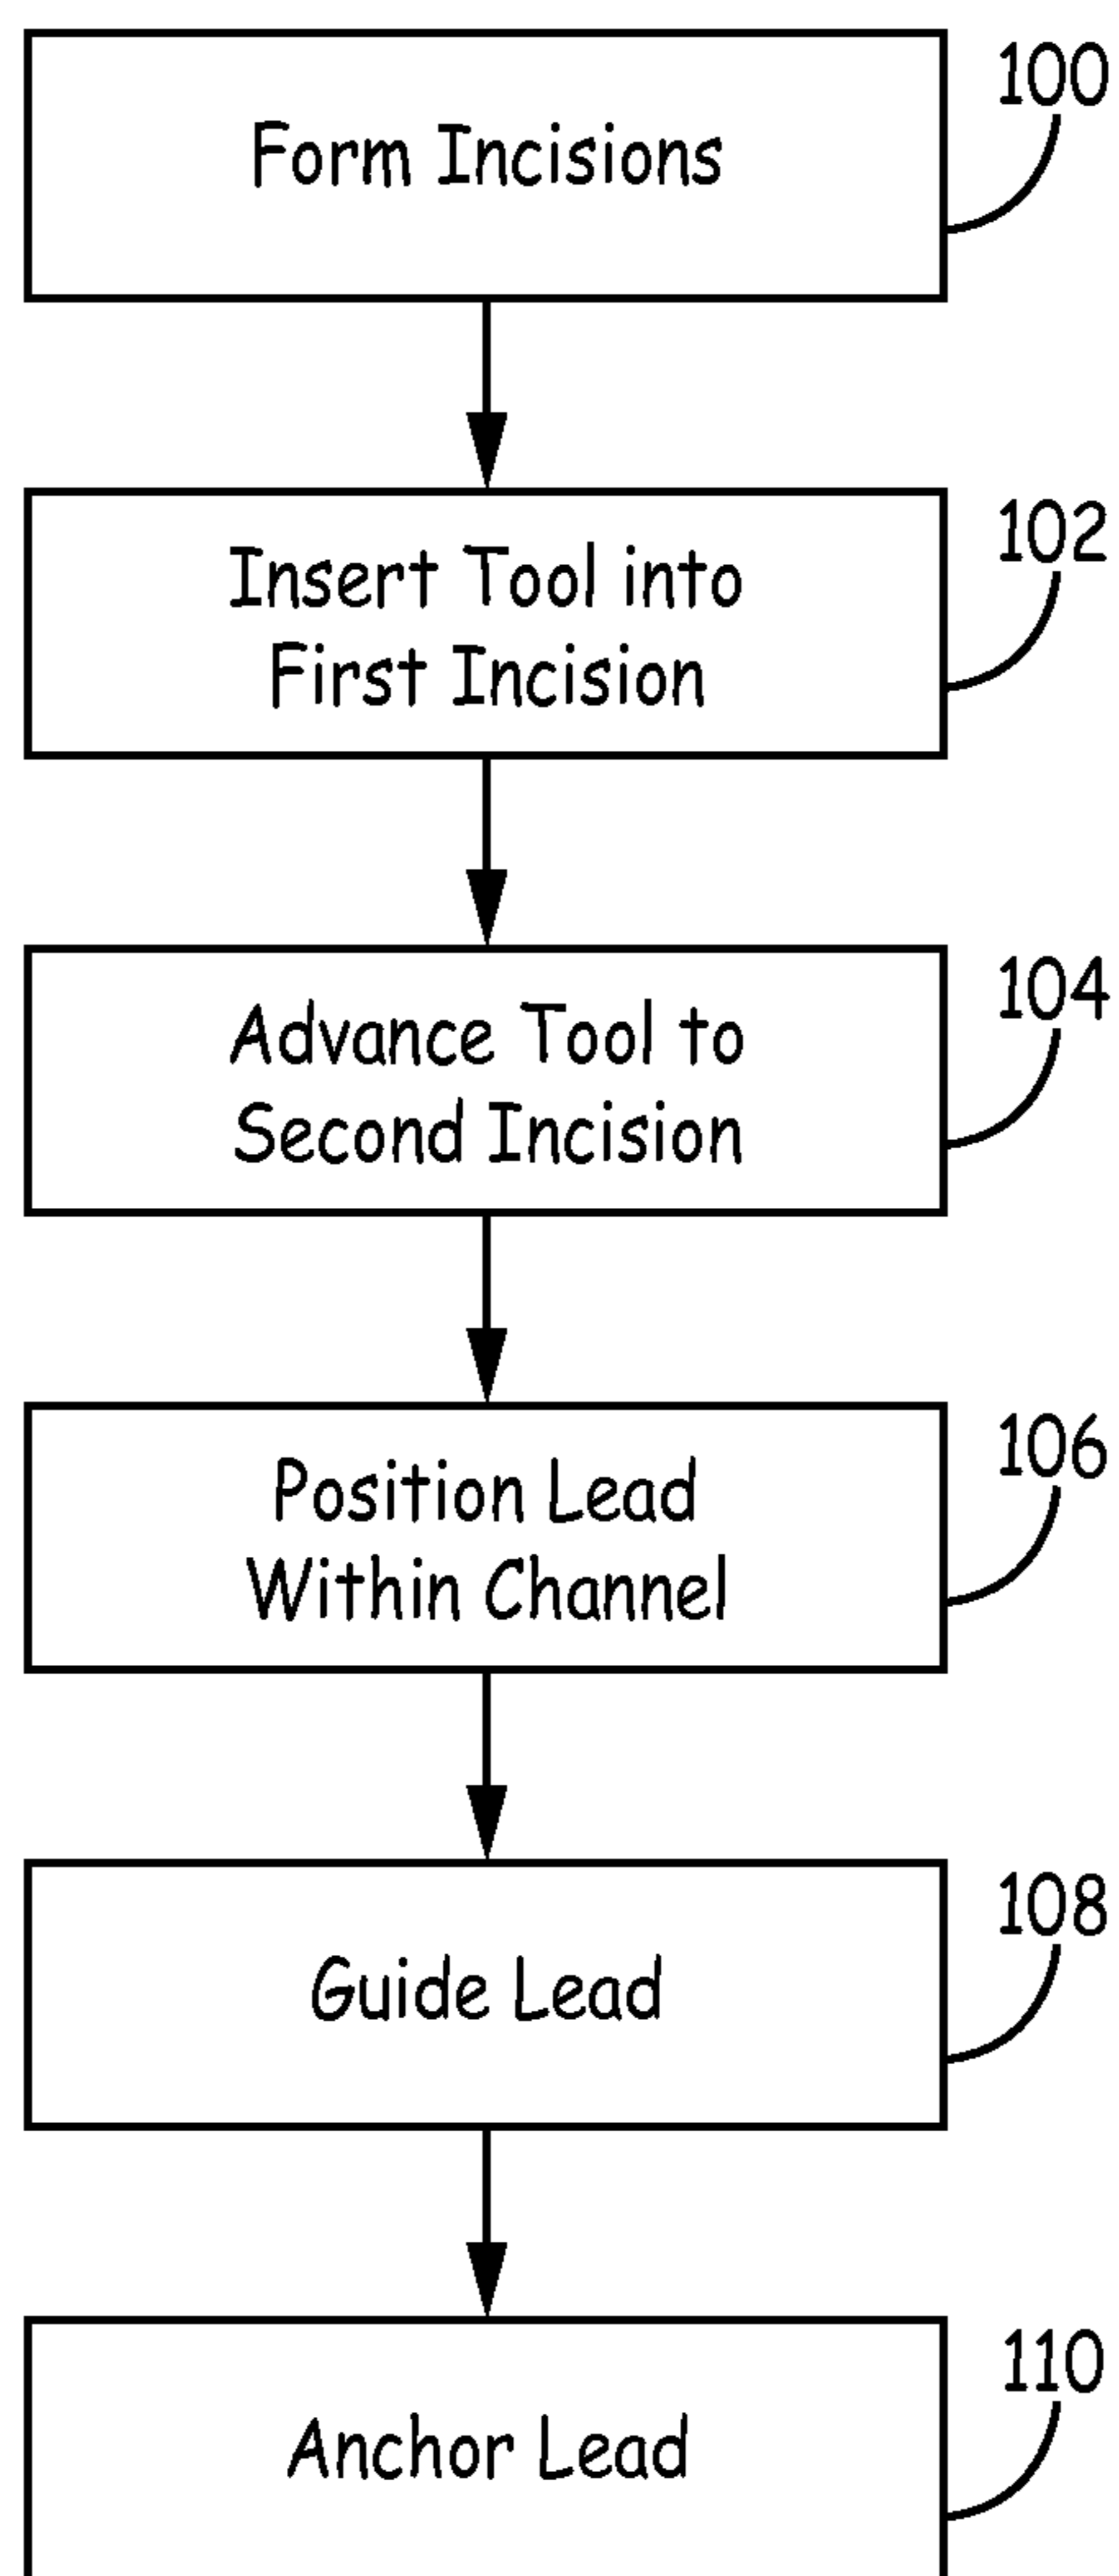 Form Incisions
100
Insert Tool into
First Incision
102
Advance Tool to
Second Incision
104
Position Lead
Within Channel
106
Guide Lead
108
Anchor Lead
110